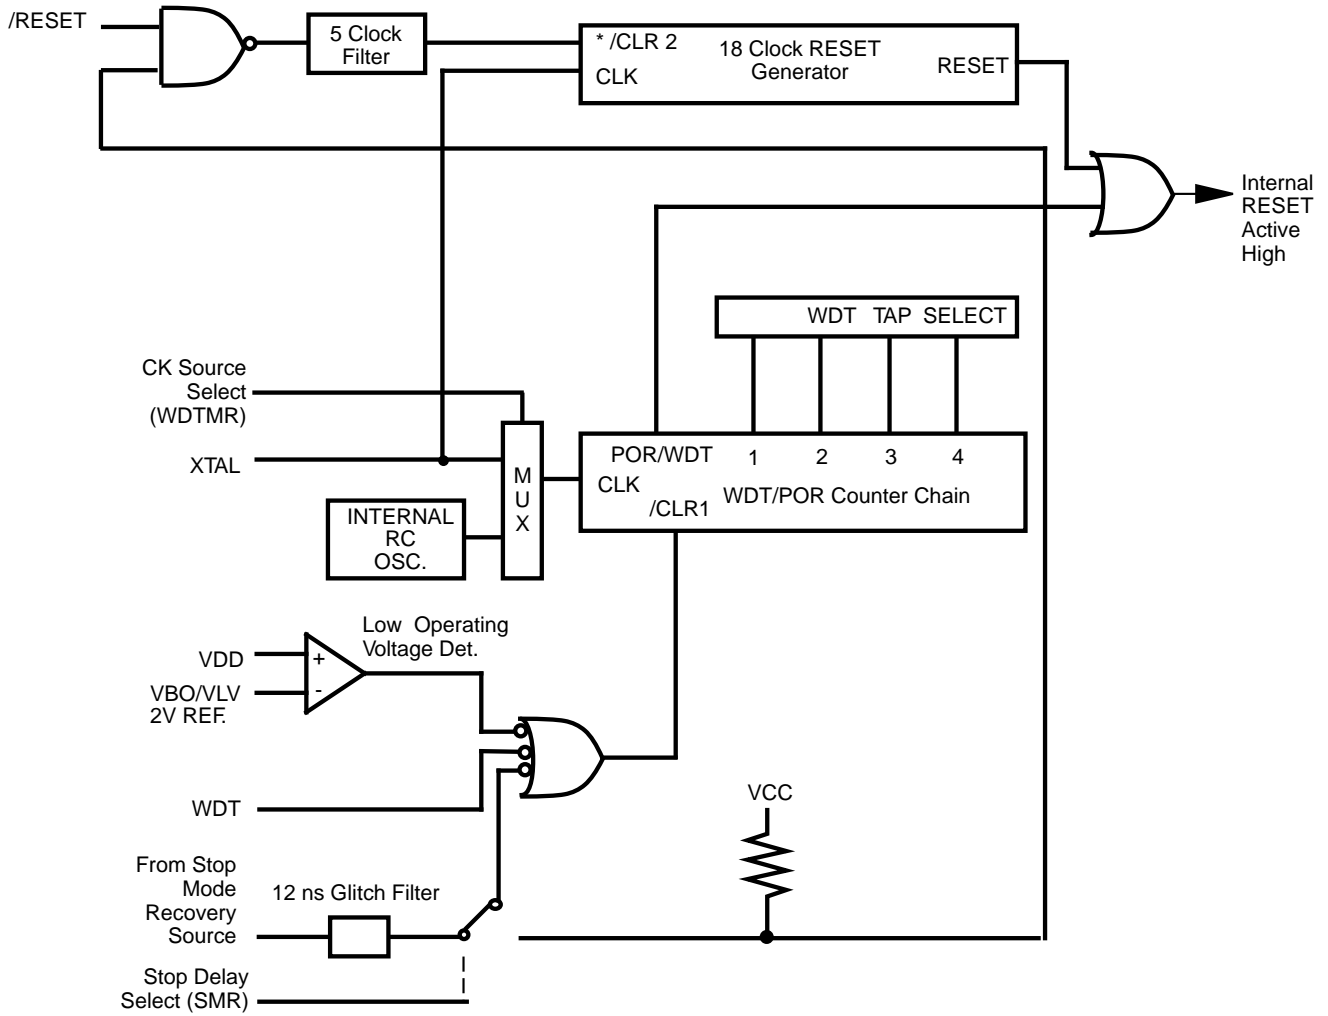 /RESET
5 Clock
Filter
* /CLR 2
CLK
18 Clock RESET
Generator
RESET
Internal
RESET
Active
High
WDT TAP SELECT
CK Source
Select
(WDTMR)
XTAL
M
U
X
INTERNAL
RC
OSC.
POR/WDT
1
2
3
4
CLK
/CLR1
WDT/POR Counter Chain
Low Operating
Voltage Det.
VDD
+
VBO/VLV
-
2V REF.
WDT
VCC
From Stop
Mode
Recovery
Source
12 ns Glitch Filter
Stop Delay
Select (SMR)